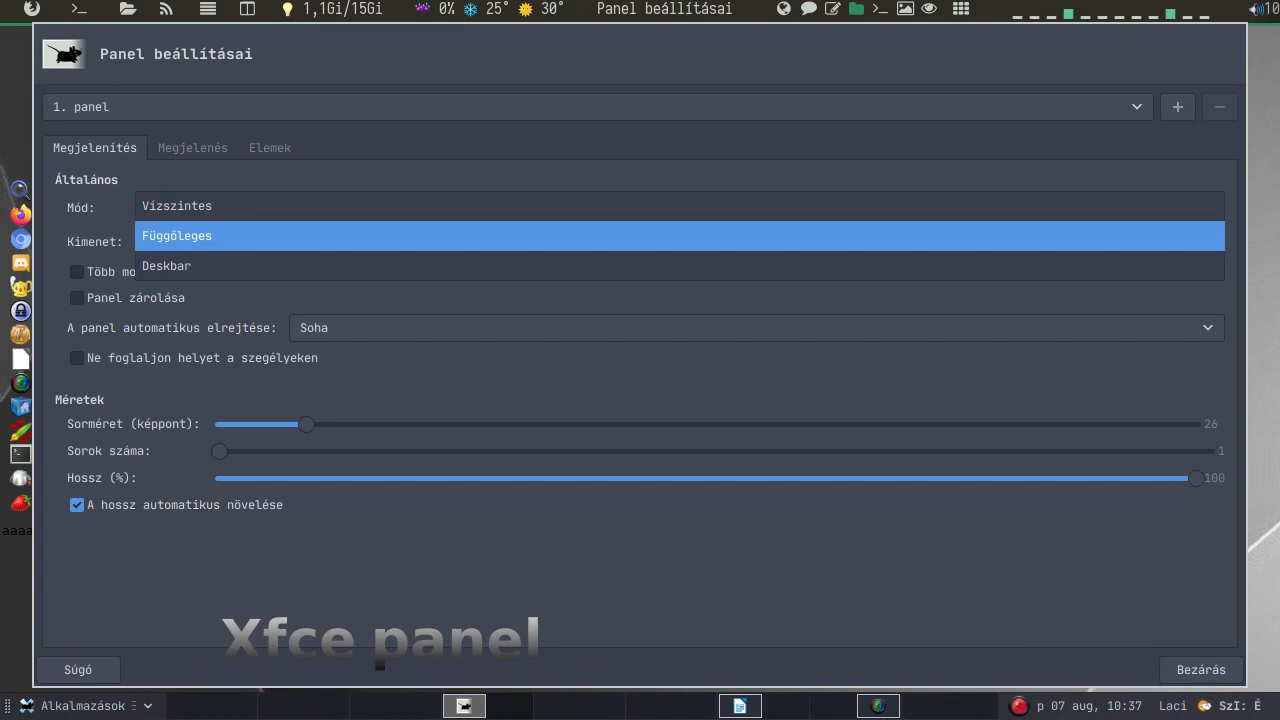 1,1Gi/15Gi 0% 25° 30° Panel beállításai 10
Panel beállításai
1. panel
Megjelenítés Megjelenés Elemek
Általános
Mód:
Vízszintes
Függőleges
Kimenet:
Deskbar
Több mo
Panel zárolása
A panel automatikus elrejtése: Soha
Ne foglaljon helyet a szegélyeken
Méretek
Sorméret (képpont): 26
Sorok száma: 1
Hossz (%): 100
A hossz automatikus növelése
aaaa
Xfce panel
Súgó Bezárás
Alkalmazások p 07 aug, 10:37 Laci SzI: É